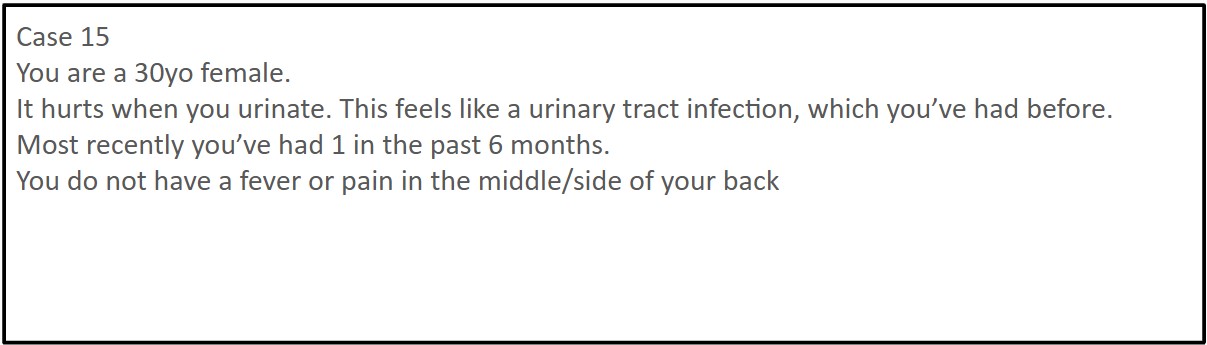 Case 15
You are a 30yo female.
It hurts when you urinate. This feels like a urinary tract infection, which you’ve had before.
Most recently you’ve had 1 in the past 6 months.
You do not have a fever or pain in the middle/side of your back